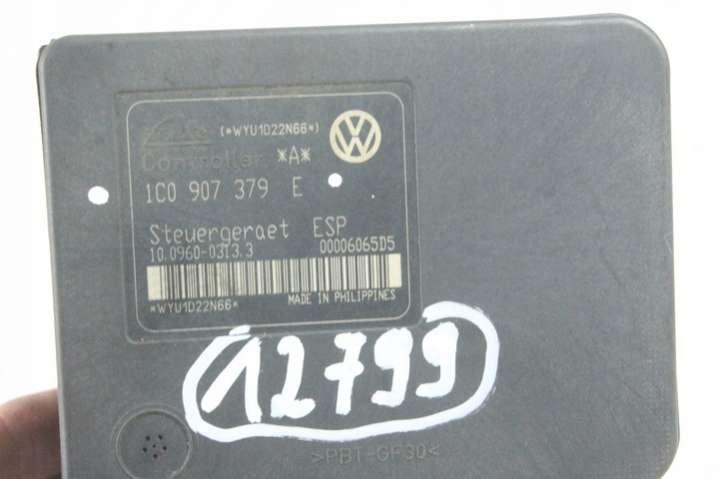 (*WYU1D22N66*)
Controller *A*
1C0 907 379 E
Steuergeraet ESP
10.0960-0313.3 00006065D5
*WYU1D22N66*
MADE IN PHILIPPINES
12799
>PBT-GF30<